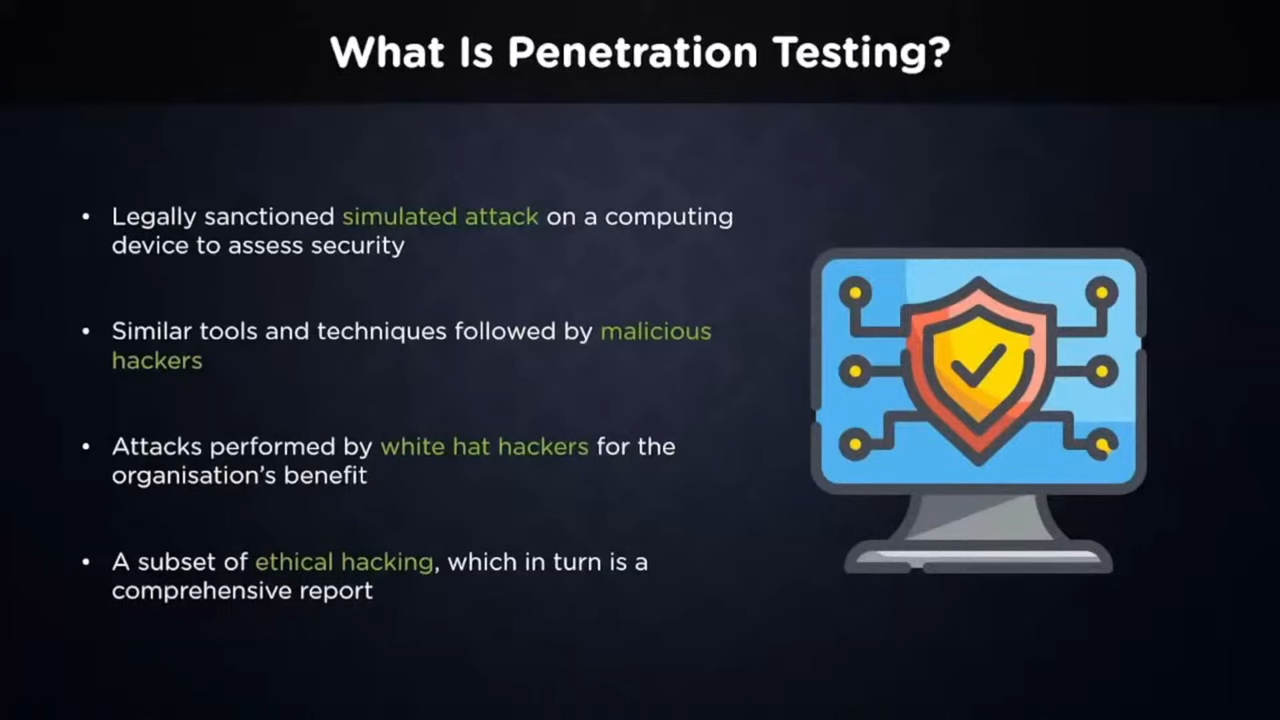 What Is Penetration Testing?
• Legally sanctioned simulated attack on a computing
device to assess security
• Similar tools and techniques followed by malicious
hackers
• Attacks performed by white hat hackers for the
organisation’s benefit
• A subset of ethical hacking, which in turn is a
comprehensive report